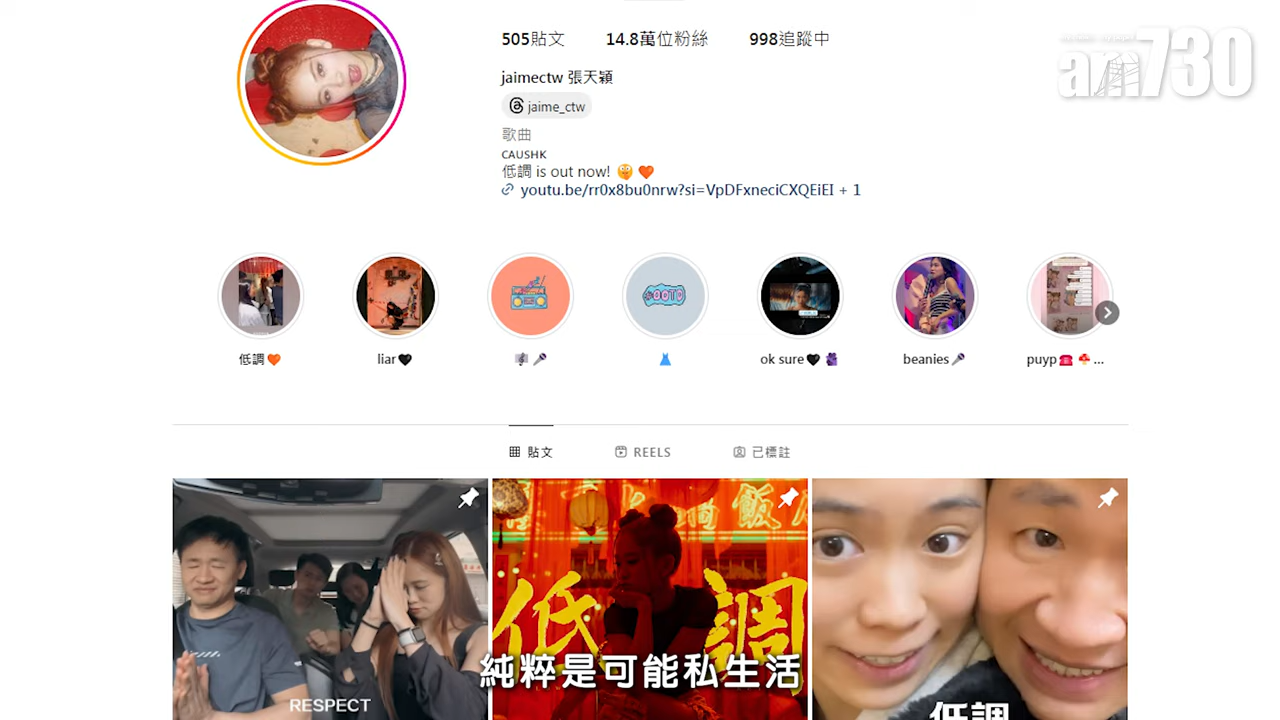 505貼文 14.8萬位粉絲 998追蹤中
am730
jaimectw 張天穎
jaime_ctw
歌曲
CAUSHK
低調 is out now! 🥹🧡
youtu.be/rr0x8bu0nrw?si=VpDFxneciCXQEiEI + 1
低調🧡 liar🖤 🎼🎤 👗 ok sure🖤 beanies🎤 puyp☎️🍄...
貼文 REELS 已標註
低調
純粹是可能私生活
RESPECT
低調